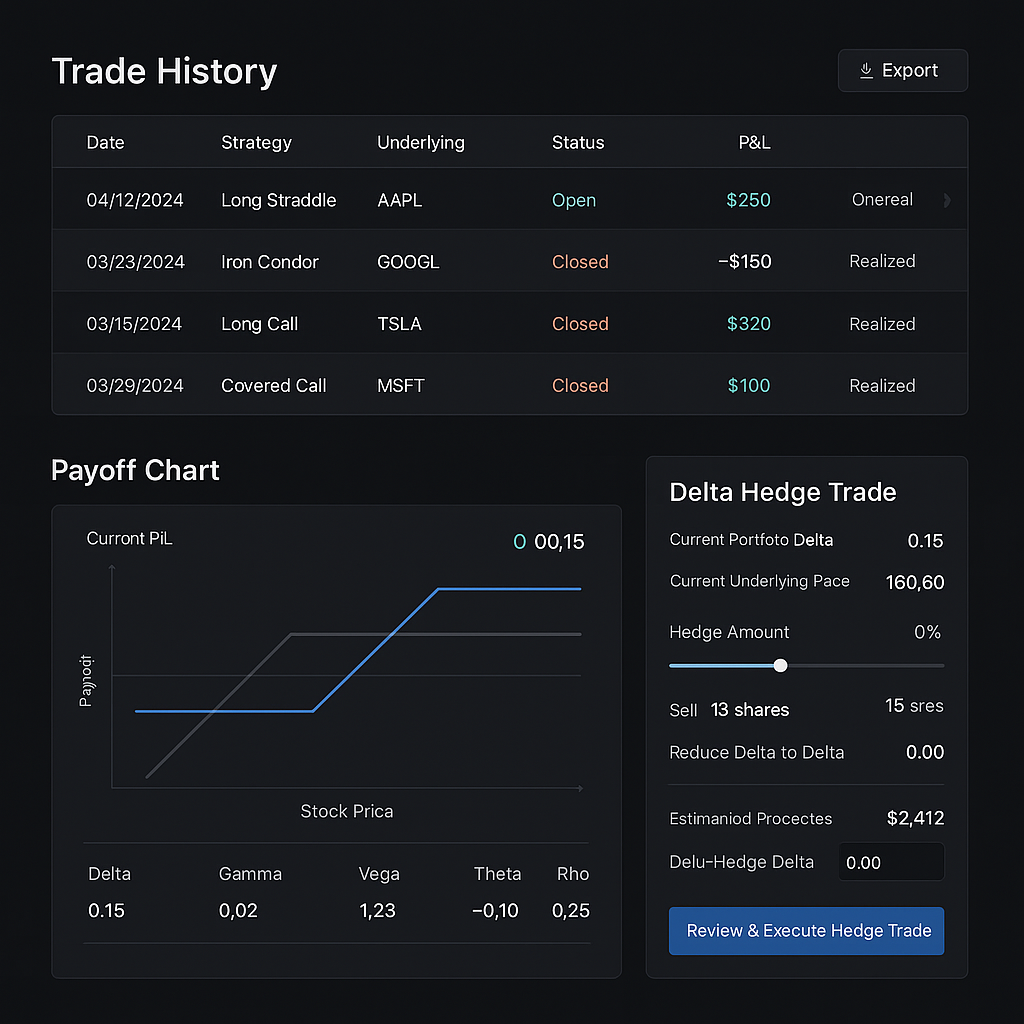 Trade History
Export
Date Strategy Underlying Status P&L
04/12/2024 Long Straddle AAPL Open $250 Onereal
03/23/2024 Iron Condor GOOGL Closed −$150 Realized
03/15/2024 Long Call TSLA Closed $320 Realized
03/29/2024 Covered Call MSFT Closed $100 Realized
Payoff Chart
Curront PiL O 00,15
Stock Prica
Delta Gamma Vega Theta Rho
0.15 0,02 1,23 −0,10 0,25
Delta Hedge Trade
Current Portfoto Delta 0.15
Current Underlying Pace 160,60
Hedge Amount 0%
Sell 13 shares 15 sres
Reduce Delta to Delta 0.00
Estimaniod Procectes $2,412
Delu-Hedge Delta 0.00
Review & Execute Hedge Trade